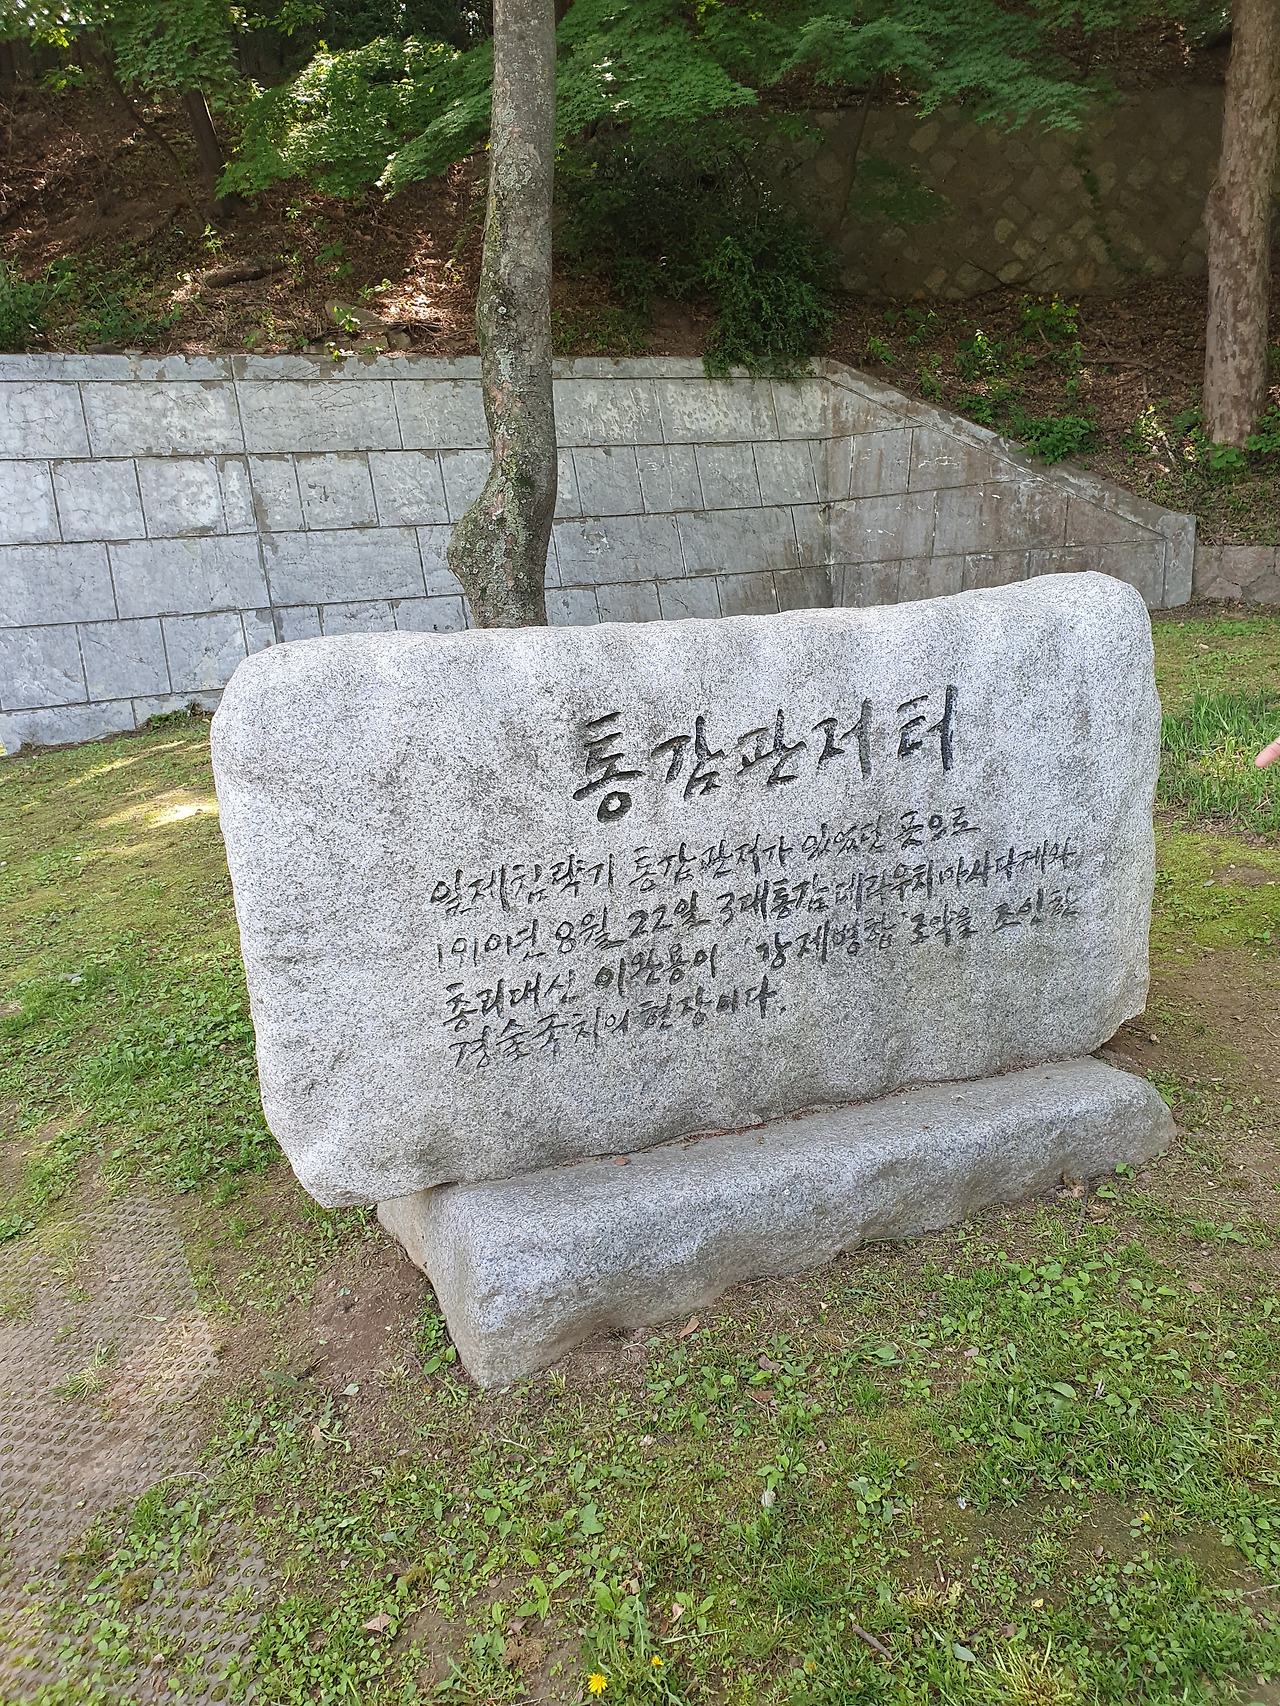 통감관저터
일제침략기 통감관저가 있었던 곳으로
1910년 8월 22일 3대통감 데라우치 마사다케와
총리대신 이완용이 '강제병합' 조약을 조인한
경술국치의 현장이다.